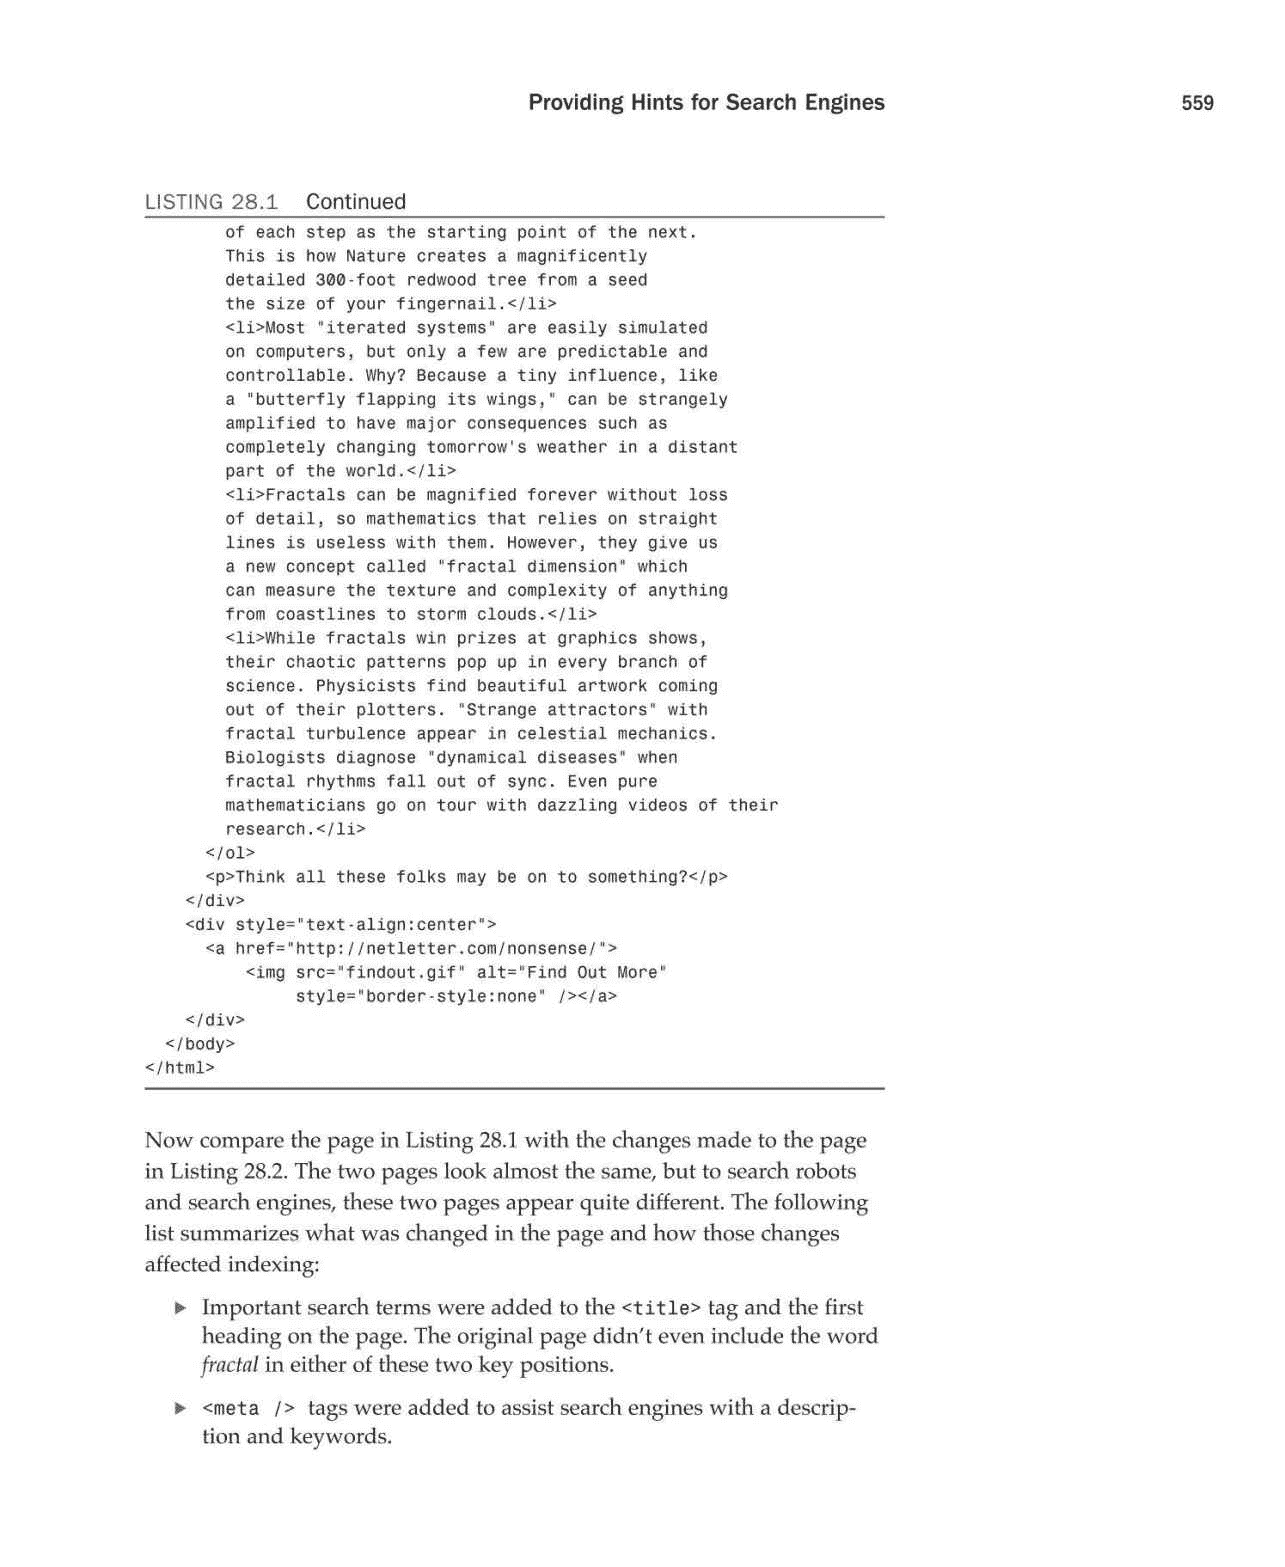 Providing Hints for Search Engines 559
LISTING 28.1 Continued
of each step as the starting point of the next.
This is how Nature creates a magnificently
detailed 300-foot redwood tree from a seed
the size of your fingernail.</li>
<li>Most "iterated systems" are easily simulated
on computers, but only a few are predictable and
controllable. Why? Because a tiny influence, like
a "butterfly flapping its wings," can be strangely
amplified to have major consequences such as
completely changing tomorrow's weather in a distant
part of the world.</li>
<li>Fractals can be magnified forever without loss
of detail, so mathematics that relies on straight
lines is useless with them. However, they give us
a new concept called "fractal dimension" which
can measure the texture and complexity of anything
from coastlines to storm clouds.</li>
<li>While fractals win prizes at graphics shows,
their chaotic patterns pop up in every branch of
science. Physicists find beautiful artwork coming
out of their plotters. "Strange attractors" with
fractal turbulence appear in celestial mechanics.
Biologists diagnose "dynamical diseases" when
fractal rhythms fall out of sync. Even pure
mathematicians go on tour with dazzling videos of their
research.</li>
</ol>
<p>Think all these folks may be on to something?</p>
</div>
<div style="text-align:center">
<a href="http://netletter.com/nonsense/">
<img src="findout.gif" alt="Find Out More"
style="border-style:none" /></a>
</div>
</body>
</html>
Now compare the page in Listing 28.1 with the changes made to the page
in Listing 28.2. The two pages look almost the same, but to search robots
and search engines, these two pages appear quite different. The following
list summarizes what was changed in the page and how those changes
affected indexing:
▶ Important search terms were added to the <title> tag and the first
heading on the page. The original page didn't even include the word
fractal in either of these two key positions.
▶ <meta /> tags were added to assist search engines with a descrip-
tion and keywords.